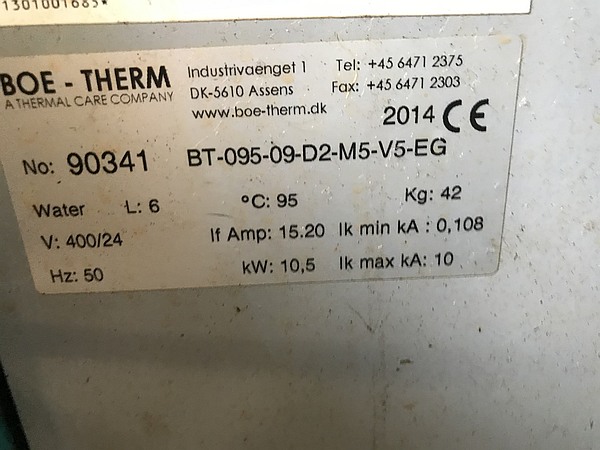 1301001685*
BOE - THERM
A THERMAL CARE COMPANY
Industrivaenget 1
DK-5610 Assens
www.boe-therm.dk
Tel: +45 6471 2375
Fax: +45 6471 2303
2014 CE
No: 90341 BT-095-09-D2-M5-V5-EG
Water L: 6 °C: 95 Kg: 42
V: 400/24 If Amp: 15.20 Ik min kA : 0,108
Hz: 50 kW: 10,5 Ik max kA: 10